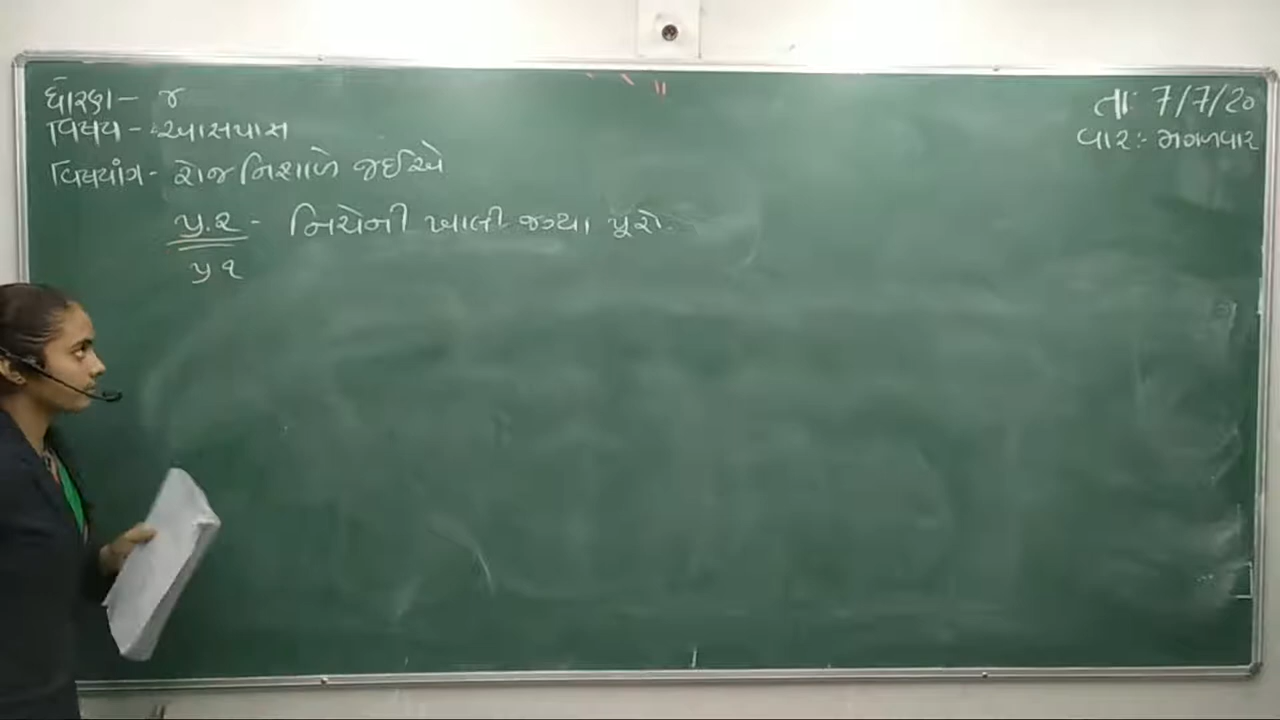 ધોરણ - ૪
તા: 7/7/20
વિષય - આસપાસ
વાર:- મંગળવાર
વિષયાંગ - રોજ નિશાળે જઈએ
પ્ર.૨ - નિચેની ખાલી જગ્યા પૂરો.
પ્ર ૧